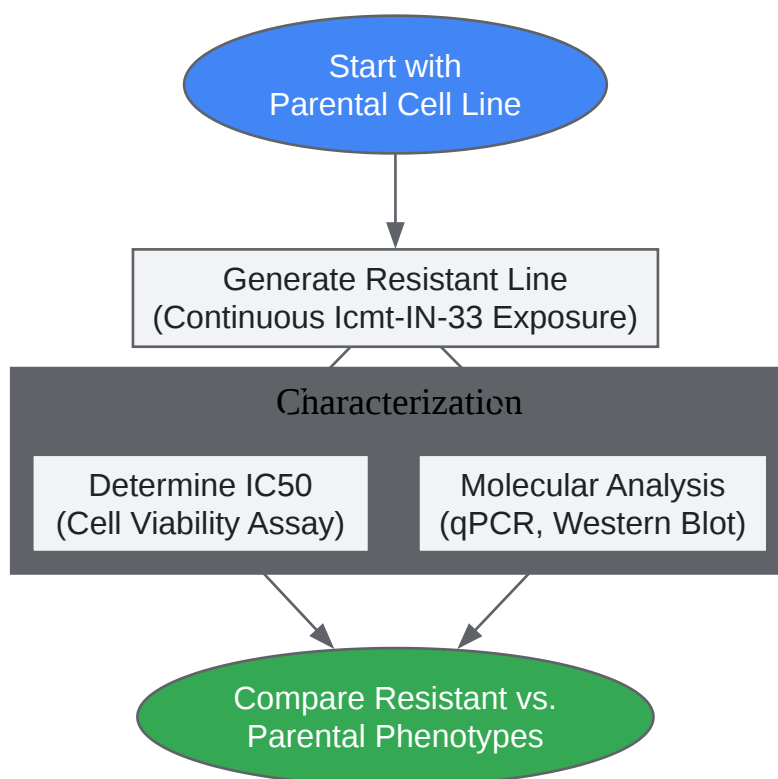 Start with
Parental Cell Line
Generate Resistant Line
(Continuous Icmt-IN-33 Exposure)
Characterization
Determine IC50
(Cell Viability Assay)
Molecular Analysis
(qPCR, Western Blot)
Compare Resistant vs.
Parental Phenotypes